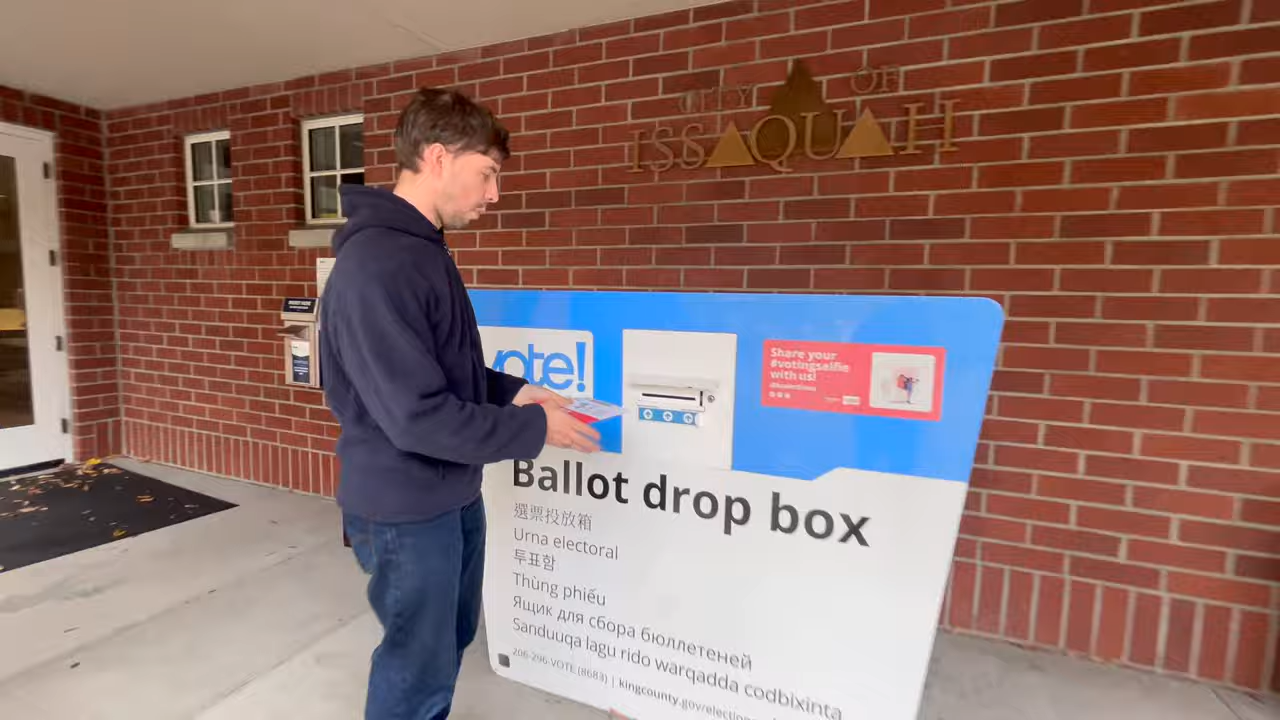 CITY OF
ISSAQUAH
vote!
Share your
#votingselfie
with us!
Ballot drop box
選票投放箱
Urna electoral
투표함
Thùng phiếu
Ящик для сбора бюллетеней
Sanduuqa lagu rido warqadda codbixinta
206-296-VOTE (8683) | kingcounty.gov/elections